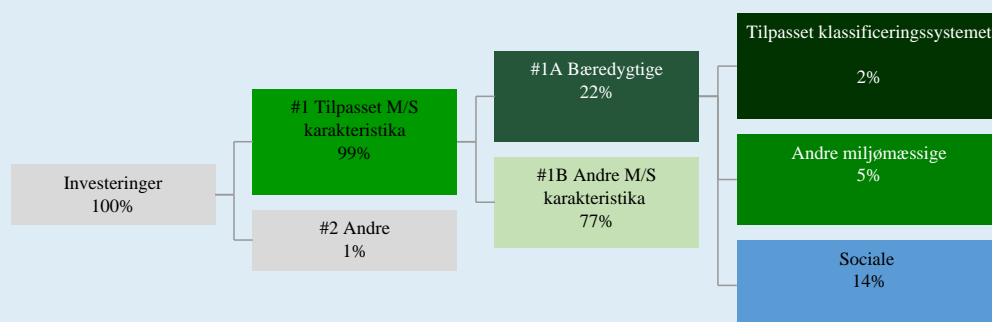 Investeringer
100%
#1 Tilpasset M/S
karakteristika
99%
#2 Andre
1%
#1A Bæredygtige
22%
#1B Andre M/S
karakteristika
77%
Tilpasset klassificeringssystemet
2%
Andre miljømæssige
5%
Sociale
14%